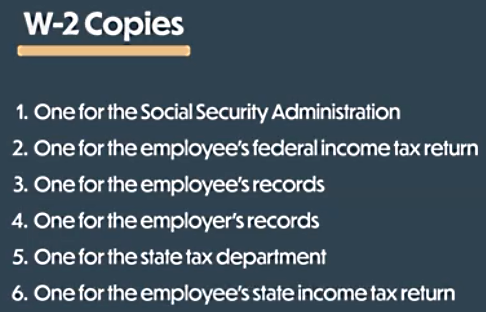 W-2 Copies
1. One for the Social Security Administration
2. One for the employee's federal income tax return
3. One for the employee's records
4. One for the employer's records
5. One for the state tax department
6. One for the employee's state income tax return